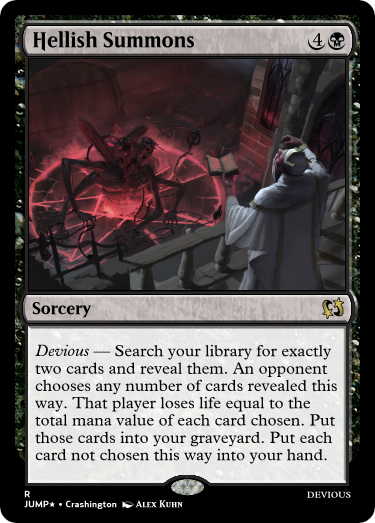 Hellish Summons 4
Sorcery
Devious — Search your library for exactly
two cards and reveal them. An opponent
chooses any number of cards revealed this
way. That player loses life equal to the
total mana value of each card chosen. Put
those cards into your graveyard. Put each
card not chosen this way into your hand.
R
JUMP★ • Crashington ALEX KUHN
DEVIOUS